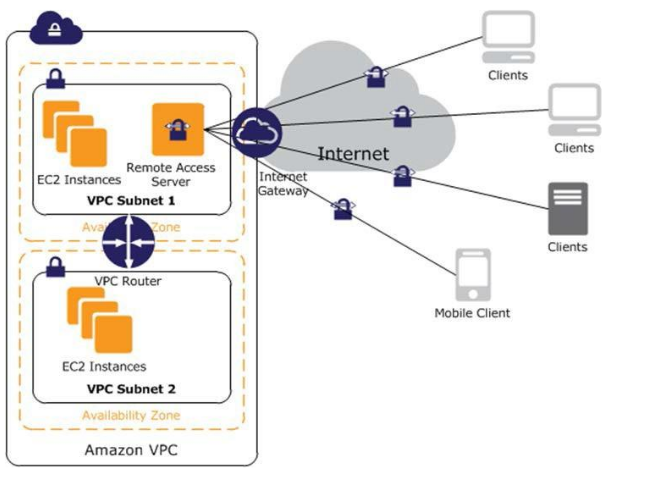 Clients
Clients
Internet
Remote Access
Server
EC2 Instances
Internet
Gateway
VPC Subnet 1
Availability Zone
Clients
VPC Router
Mobile Client
EC2 Instances
VPC Subnet 2
Availability Zone
Amazon VPC